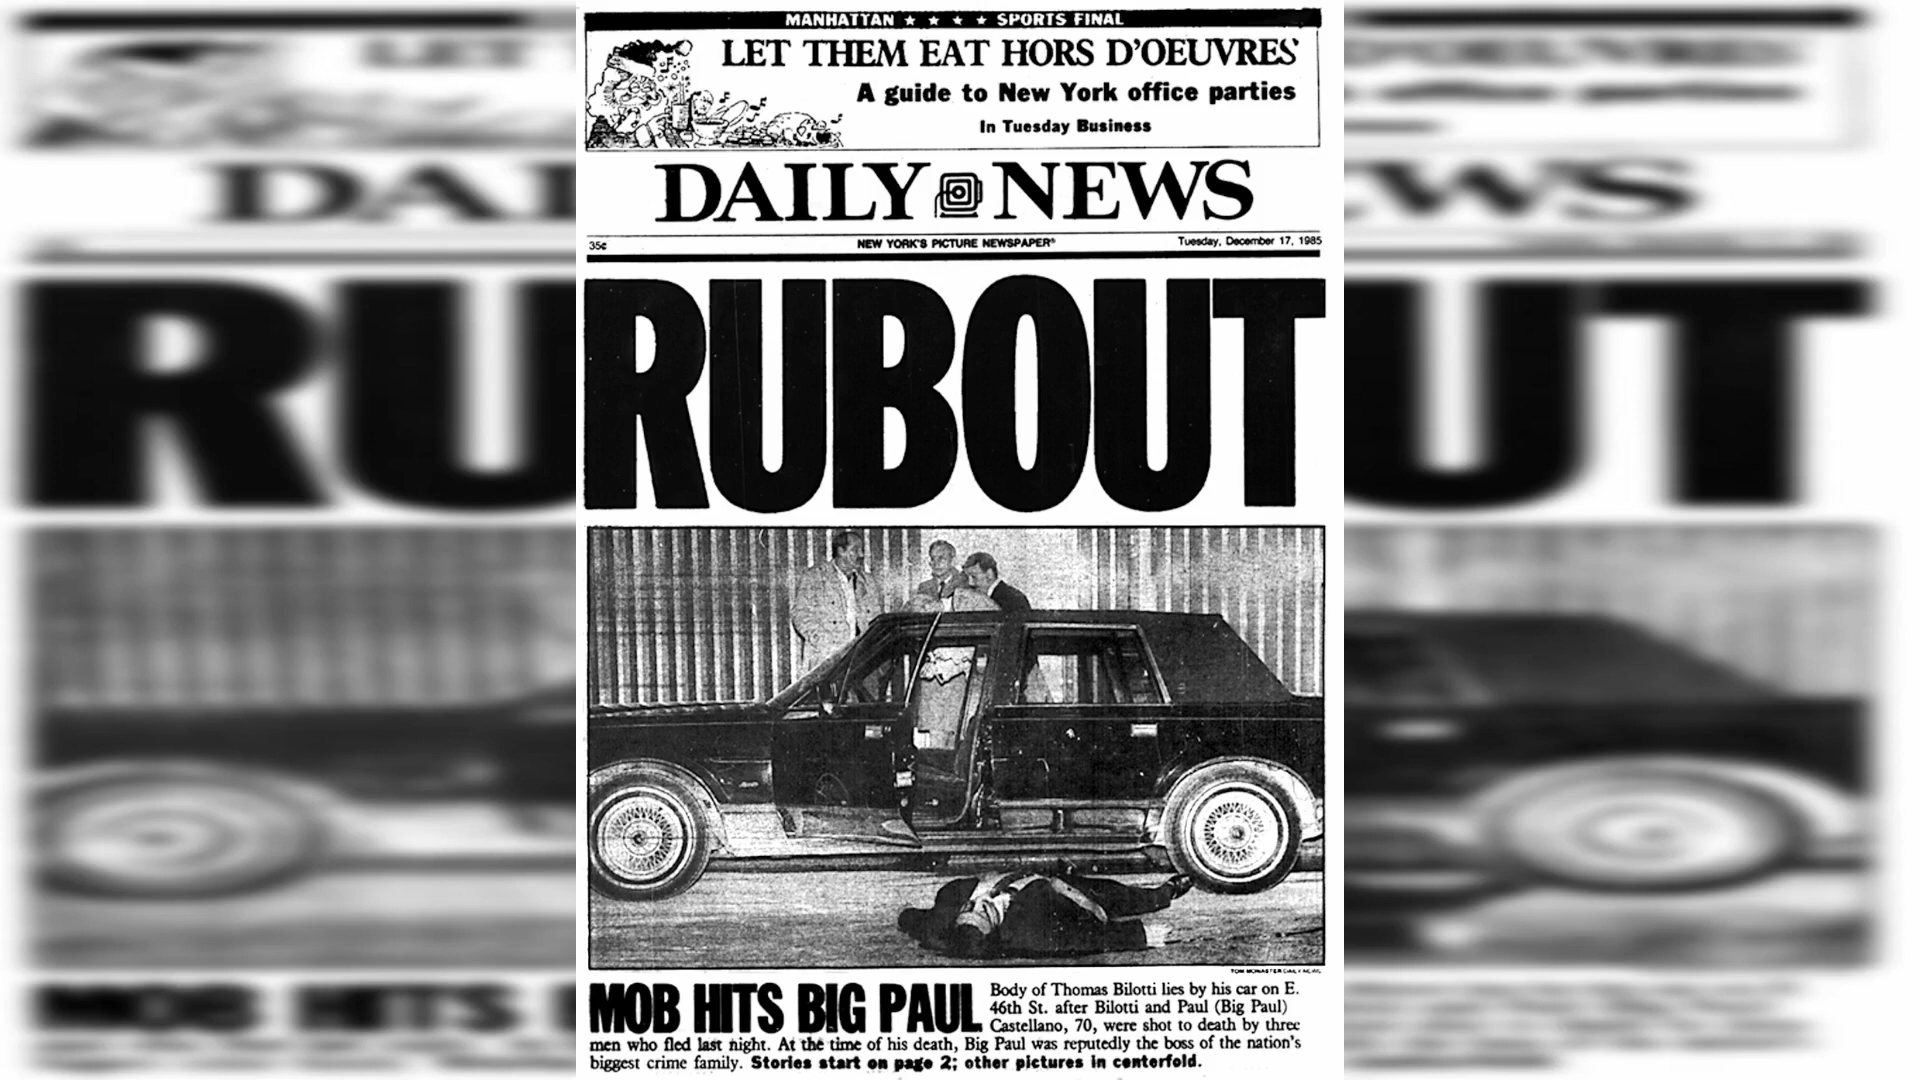 MANHATTAN ★ ★ ★ ★ SPORTS FINAL
LET THEM EAT HORS D'OEUVRES
A guide to New York office parties
In Tuesday Business
DAILY NEWS
35¢ NEW YORK'S PICTURE NEWSPAPER® Tuesday, December 17, 1985
RUBOUT
TOM MONASTER DAILY NEWS
MOB HITS BIG PAUL
Body of Thomas Bilotti lies by his car on E.
46th St. after Bilotti and Paul (Big Paul)
Castellano, 70, were shot to death by three
men who fled last night. At the time of his death, Big Paul was reputedly the boss of the nation's
biggest crime family. Stories start on page 2; other pictures in centerfold.